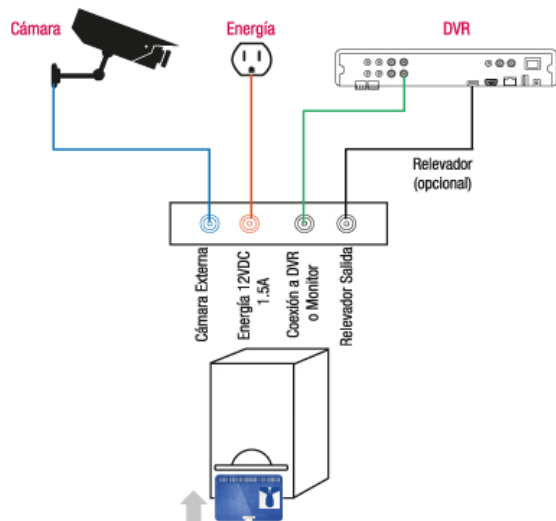 Cámara
Energía
DVR
Relevador
(opcional)
Cámara Externa
Energía 12VDC
1.5A
Coexión a DVR
o Monitor
Relevador Salida